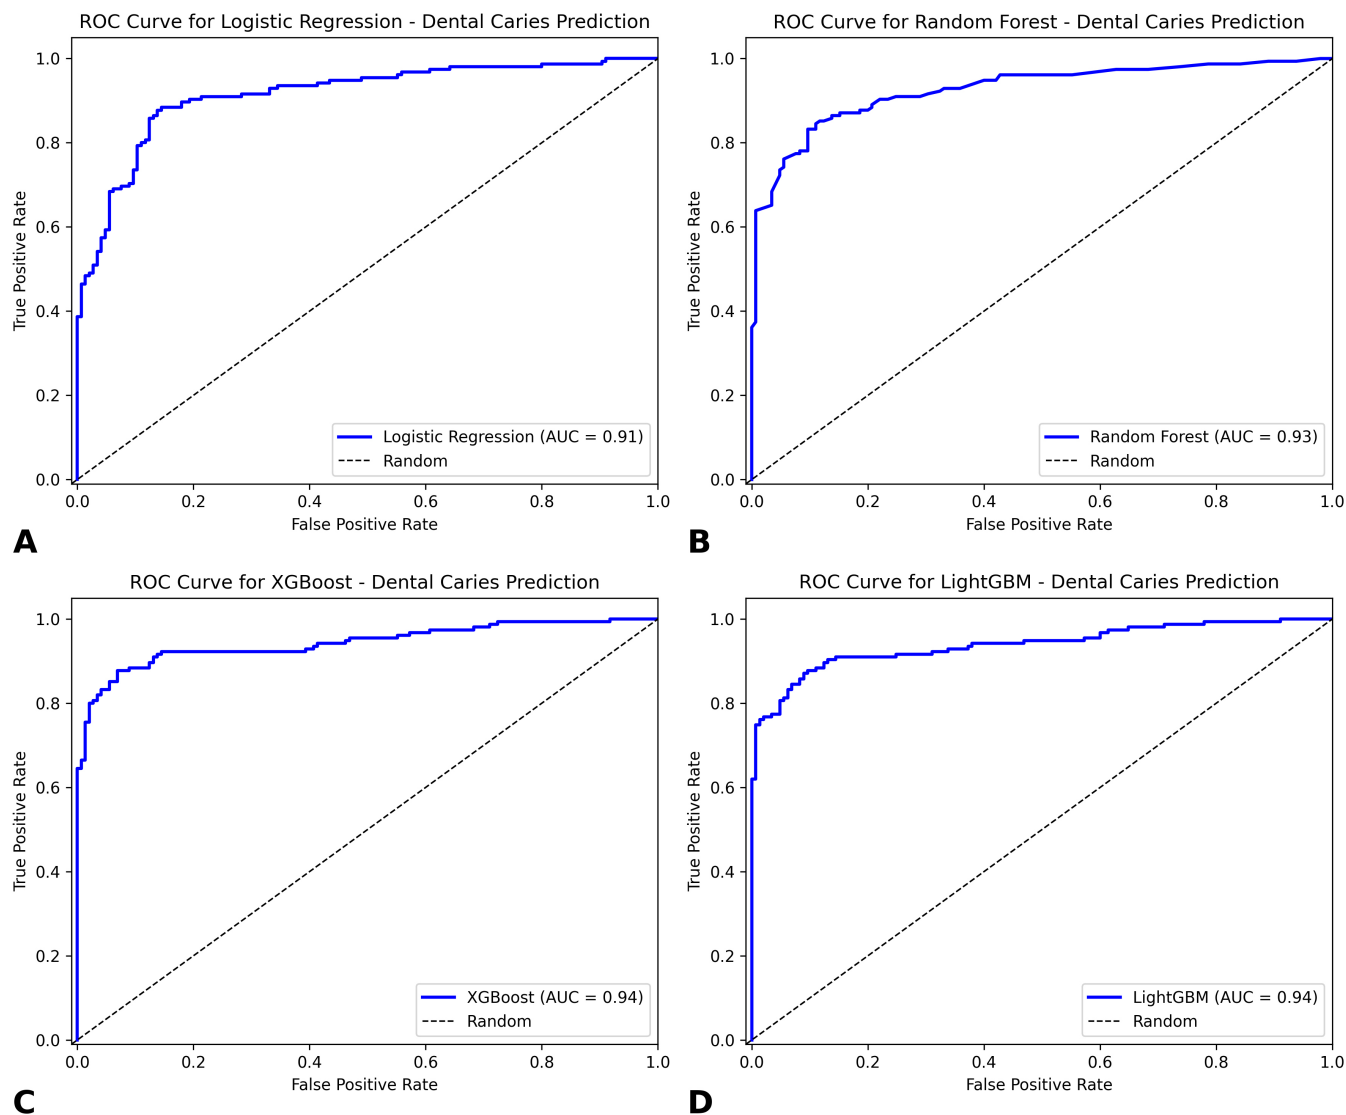 ROC Curve for Logistic Regression - Dental Caries Prediction
1.0
0.8
0.6
0.4
0.2
0.0
True Positive Rate
Logistic Regression (AUC = 0.91)
Random
0.0 0.2 0.4 0.6 0.8 1.0
False Positive Rate
A
ROC Curve for Random Forest - Dental Caries Prediction
1.0
0.8
0.6
0.4
0.2
0.0
True Positive Rate
Random Forest (AUC = 0.93)
Random
0.0 0.2 0.4 0.6 0.8 1.0
False Positive Rate
B
ROC Curve for XGBoost - Dental Caries Prediction
1.0
0.8
0.6
0.4
0.2
0.0
True Positive Rate
XGBoost (AUC = 0.94)
Random
0.0 0.2 0.4 0.6 0.8 1.0
False Positive Rate
C
ROC Curve for LightGBM - Dental Caries Prediction
1.0
0.8
0.6
0.4
0.2
0.0
True Positive Rate
LightGBM (AUC = 0.94)
Random
0.0 0.2 0.4 0.6 0.8 1.0
False Positive Rate
D